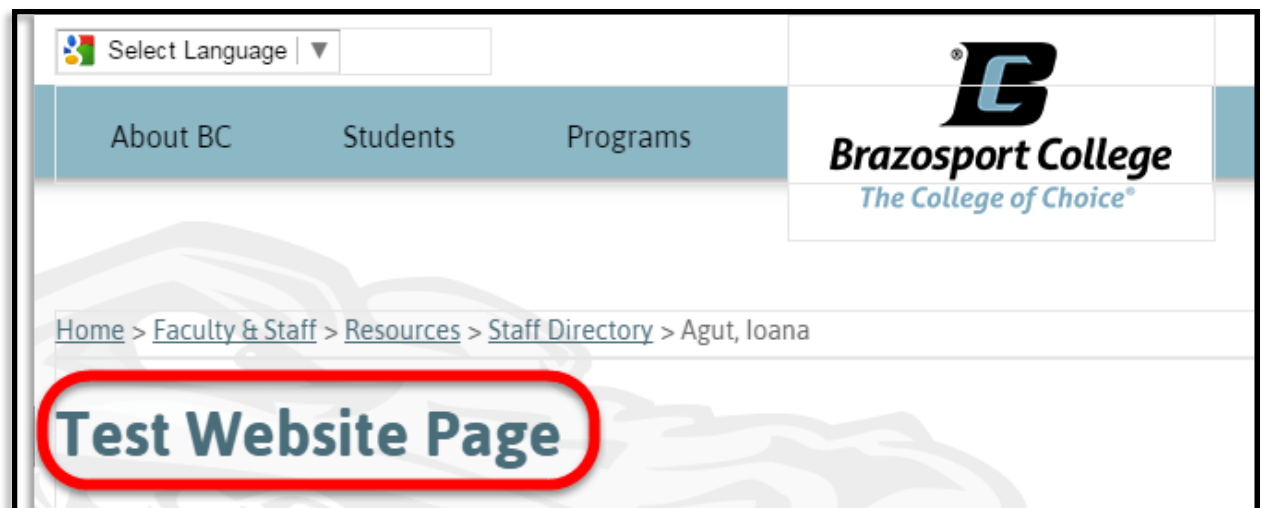 Select Language ▼
About BC Students Programs
® BC
Brazosport College
The College of Choice®
Home > Faculty & Staff > Resources > Staff Directory > Agut, Ioana
Test Website Page